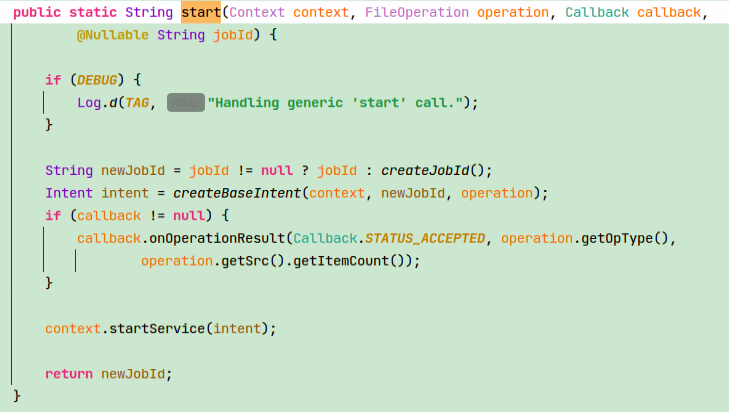 public static String start(Context context, FileOperation operation, Callback callback,
@Nullable String jobId) {
if (DEBUG) {
Log.d(TAG, msg: "Handling generic 'start' call.");
}
String newJobId = jobId != null ? jobId : createJobId();
Intent intent = createBaseIntent(context, newJobId, operation);
if (callback != null) {
callback.onOperationResult(Callback.STATUS_ACCEPTED, operation.getOpType(),
operation.getSrc().getItemCount());
}
context.startService(intent);
return newJobId;
}